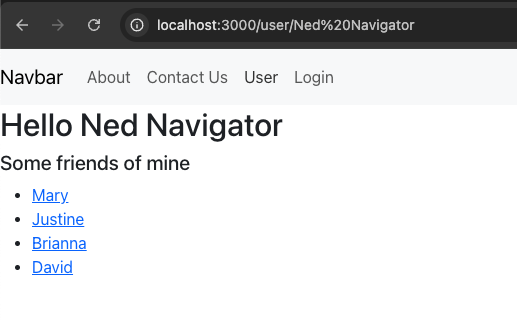 localhost:3000/user/Ned%20Navigator
Navbar About Contact Us User Login
Hello Ned Navigator
Some friends of mine
Mary
Justine
Brianna
David